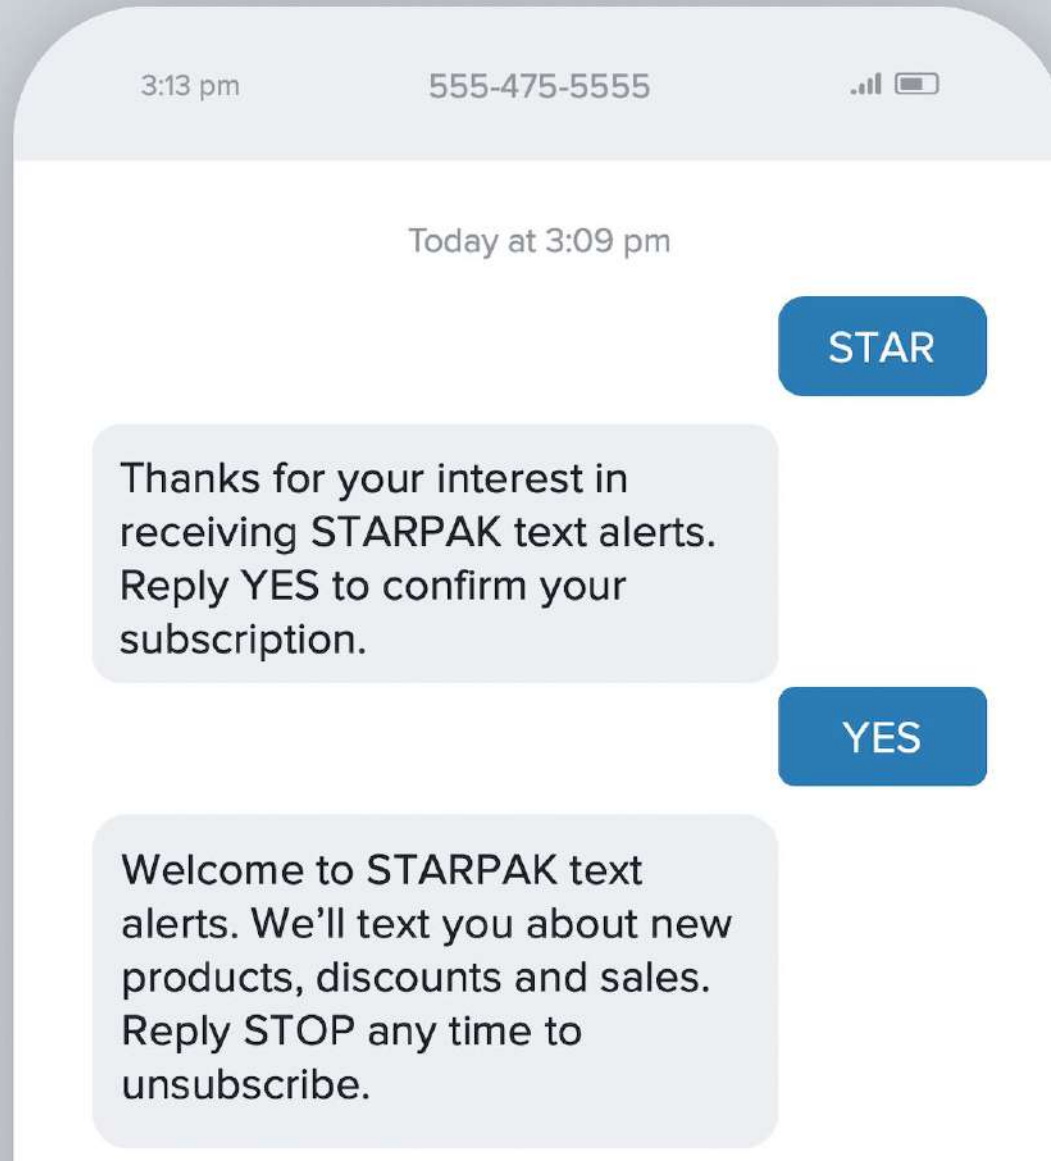 3:13 pm 555-475-5555
Today at 3:09 pm
STAR
Thanks for your interest in
receiving STARPAK text alerts.
Reply YES to confirm your
subscription.
YES
Welcome to STARPAK text
alerts. We’ll text you about new
products, discounts and sales.
Reply STOP any time to
unsubscribe.